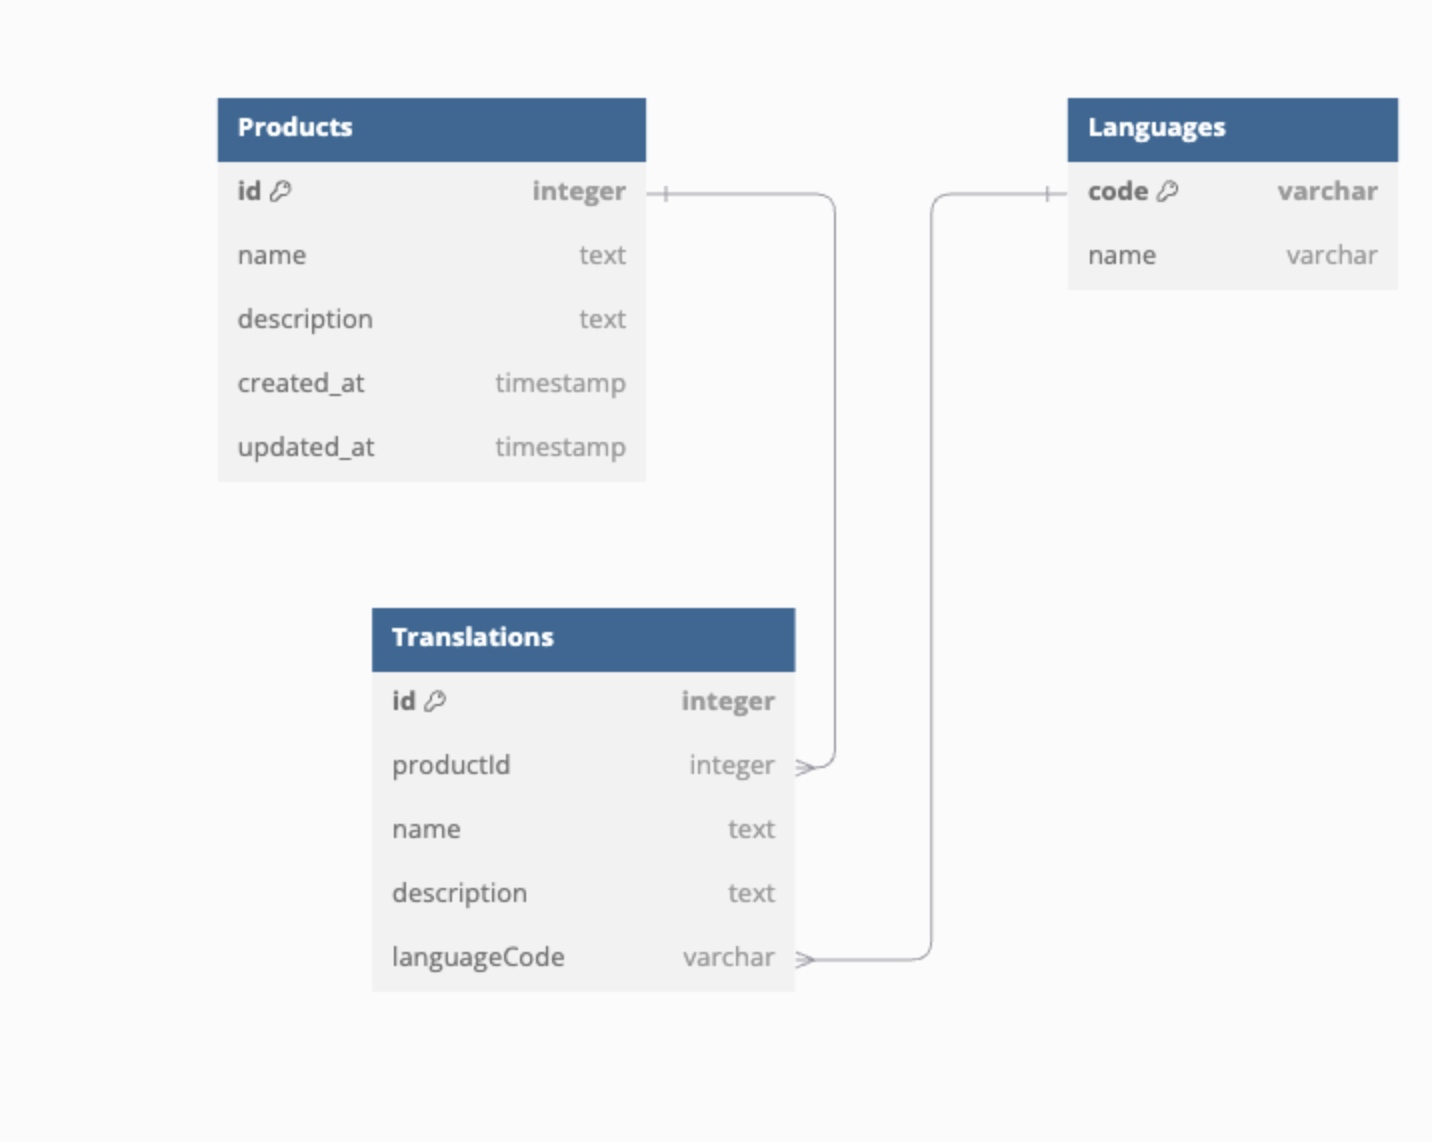 Products
id integer
name text
description text
created_at timestamp
updated_at timestamp
Languages
code varchar
name varchar
Translations
id integer
productId integer
name text
description text
languageCode varchar